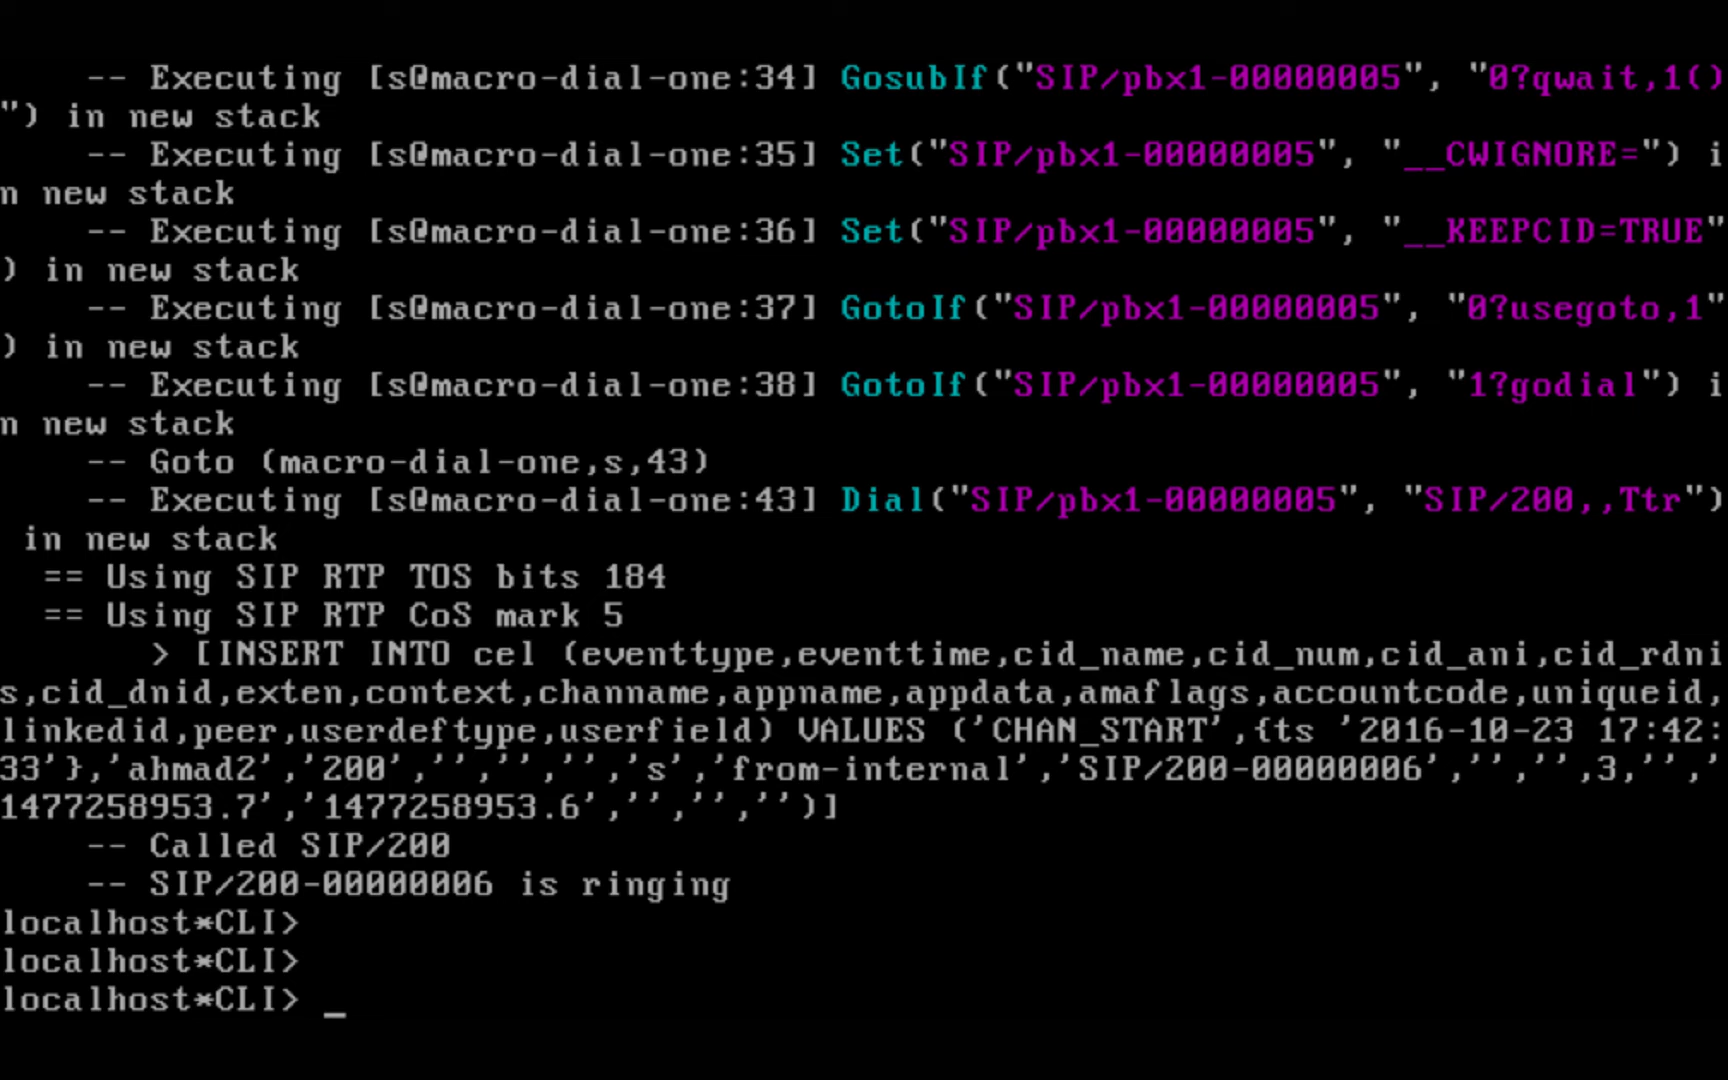 -- Executing [s@macro-dial-one:34] GosubIf("SIP/pbx1-00000005", "0?qwait,1()
") in new stack
    -- Executing [s@macro-dial-one:35] Set("SIP/pbx1-00000005", "__CWIGNORE=") i
n new stack
    -- Executing [s@macro-dial-one:36] Set("SIP/pbx1-00000005", "__KEEPCID=TRUE"
) in new stack
    -- Executing [s@macro-dial-one:37] GotoIf("SIP/pbx1-00000005", "0?usegoto,1"
) in new stack
    -- Executing [s@macro-dial-one:38] GotoIf("SIP/pbx1-00000005", "1?godial") i
n new stack
    -- Goto (macro-dial-one,s,43)
    -- Executing [s@macro-dial-one:43] Dial("SIP/pbx1-00000005", "SIP/200,,Ttr")
 in new stack
  == Using SIP RTP TOS bits 184
  == Using SIP RTP CoS mark 5
       > [INSERT INTO cel (eventtype,eventtime,cid_name,cid_num,cid_ani,cid_rdni
s,cid_dnid,exten,context,channame,appname,appdata,amaflags,accountcode,uniqueid,
linkedid,peer,userdeftype,userfield) VALUES ('CHAN_START',{ts '2016-10-23 17:42:
33'},'ahmad2','200','','','','s','from-internal','SIP/200-00000006','','',3,'','
1477258953.7','1477258953.6','','','')]
    -- Called SIP/200
    -- SIP/200-00000006 is ringing
localhost*CLI>
localhost*CLI>
localhost*CLI> _